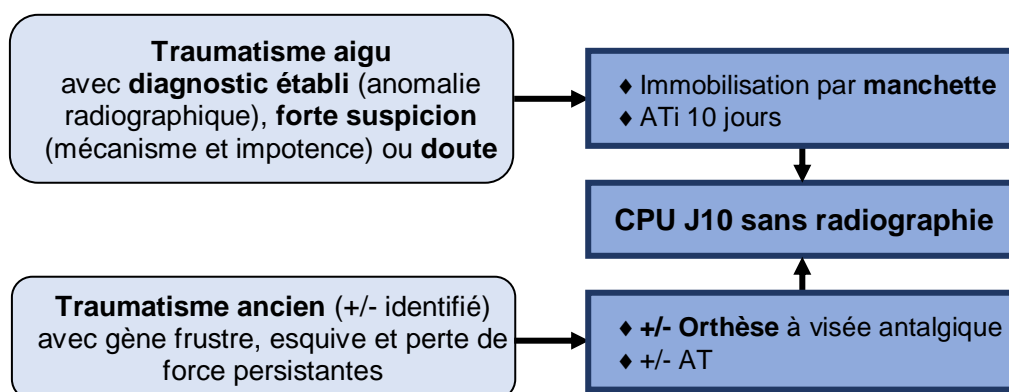 Traumatisme aigu
avec diagnostic établi (anomalie
radiographique), forte suspicion
(mécanisme et impotence) ou doute
♦ Immobilisation par manchette
♦ ATi 10 jours
CPU J10 sans radiographie
Traumatisme ancien (+/- identifié)
avec gêne frustre, esquive et perte de
force persistantes
♦ +/- Orthèse à visée antalgique
♦ +/- AT